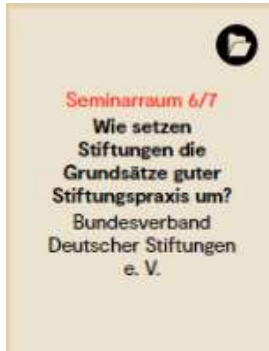 Seminarraum 6/7
Wie setzen
Stiftungen die
Grundsätze guter
Stiftungspraxis um?
Bundesverband
Deutscher Stiftungen
e. V.